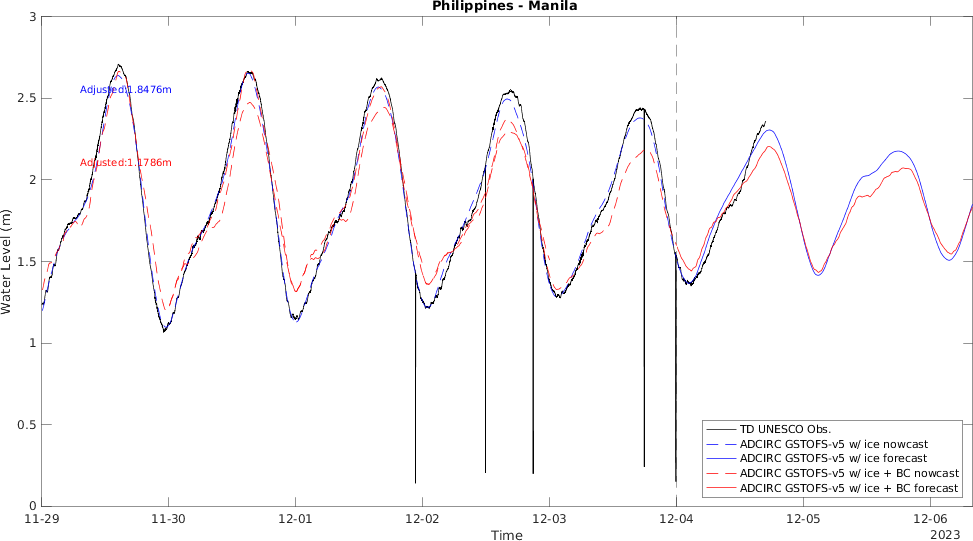 Philippines - Manila
3
2.5
2
1.5
1
0.5
0
Water Level (m)
Adjusted:1.8476m
Adjusted:1.1786m
TD UNESCO Obs.
ADCIRC GSTOFS-v5 w/ ice nowcast
ADCIRC GSTOFS-v5 w/ ice forecast
ADCIRC GSTOFS-v5 w/ ice + BC nowcast
ADCIRC GSTOFS-v5 w/ ice + BC forecast
11-29 11-30 12-01 12-02 12-03 12-04 12-05 12-06
Time
2023